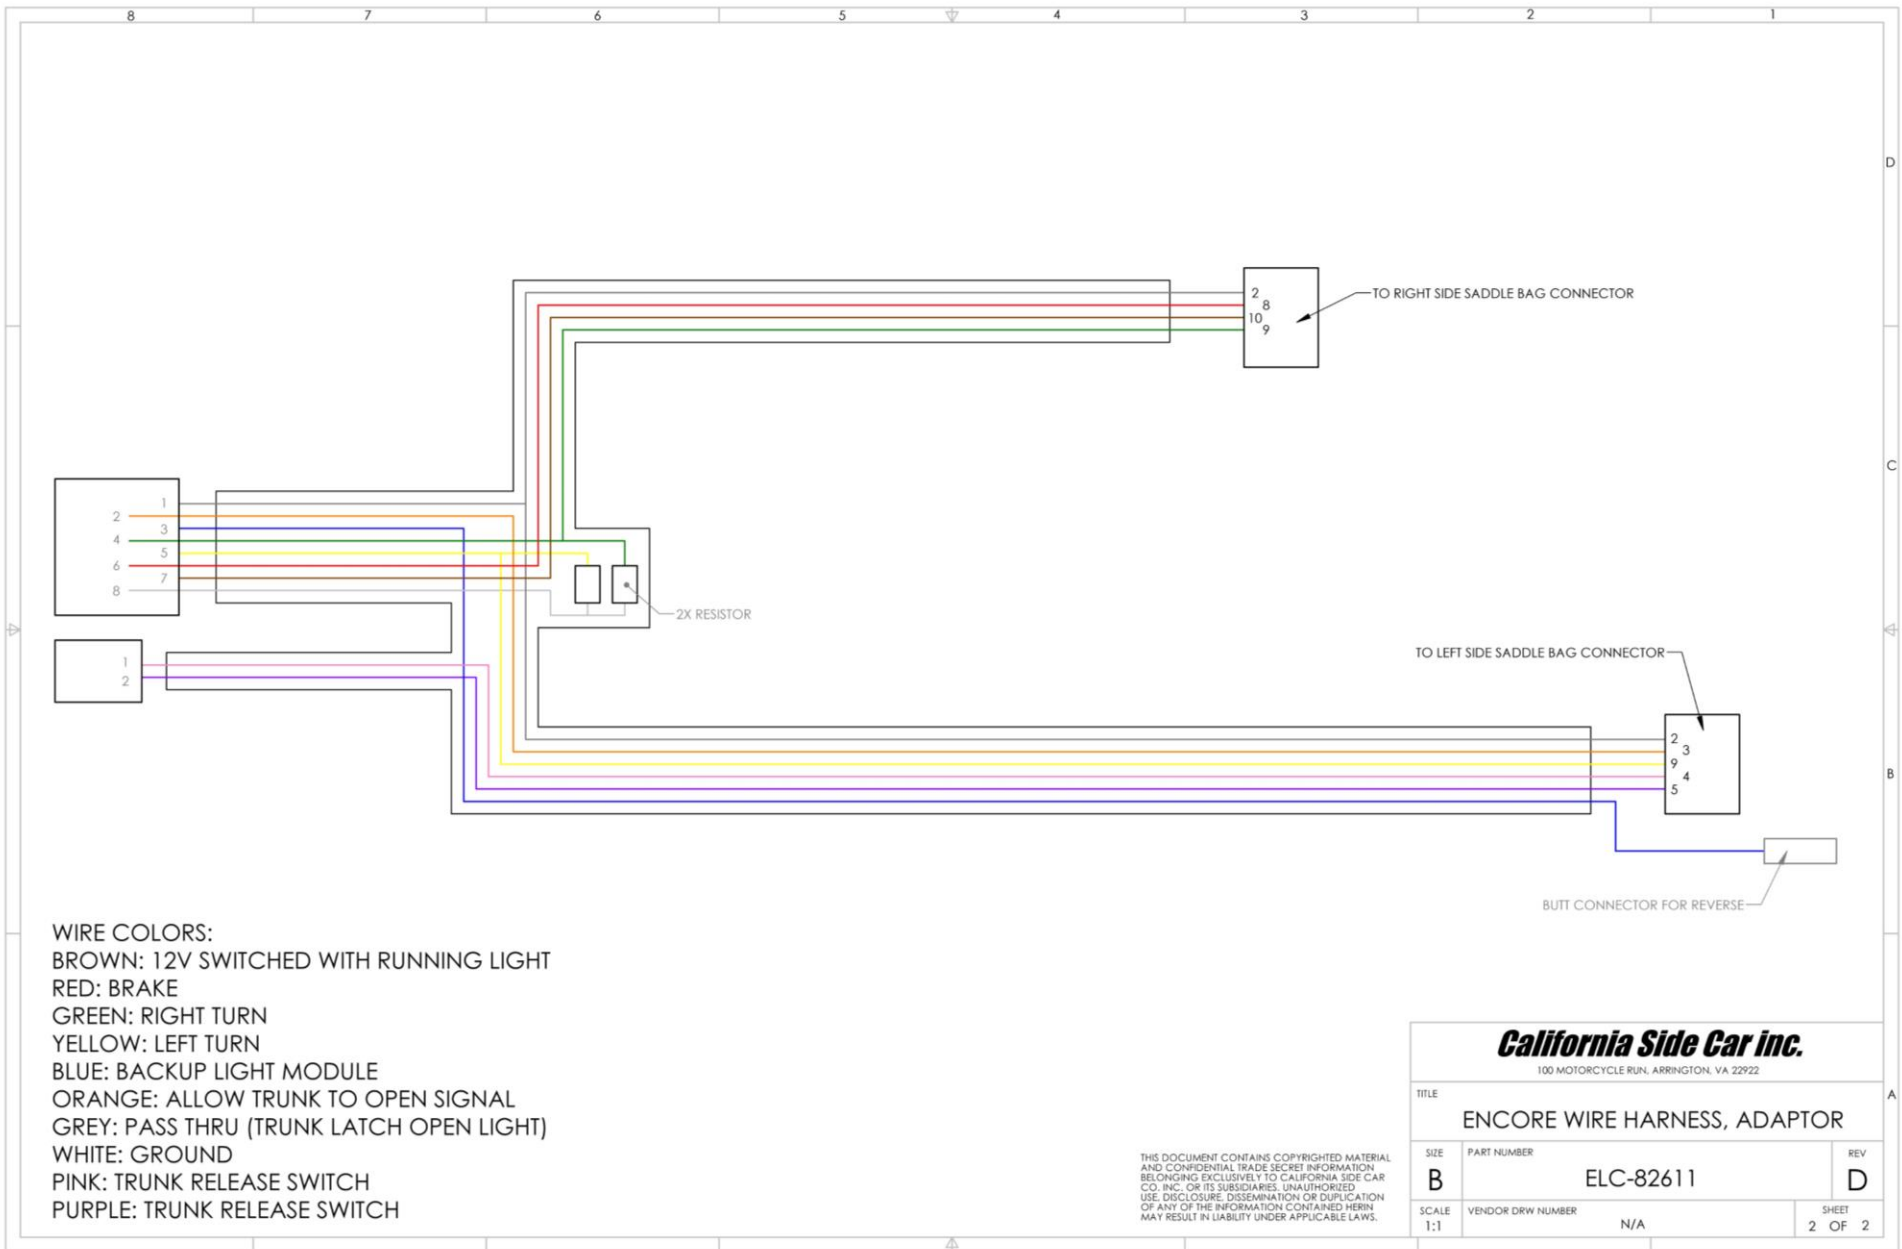 8 7 6 5 4 3 2 1
D
C
B
A
2
8
10
9
TO RIGHT SIDE SADDLE BAG CONNECTOR
1
2
3
4
5
6
7
8
2X RESISTOR
1
2
TO LEFT SIDE SADDLE BAG CONNECTOR
2
3
9
4
5
BUTT CONNECTOR FOR REVERSE
WIRE COLORS:
BROWN: 12V SWITCHED WITH RUNNING LIGHT
RED: BRAKE
GREEN: RIGHT TURN
YELLOW: LEFT TURN
BLUE: BACKUP LIGHT MODULE
ORANGE: ALLOW TRUNK TO OPEN SIGNAL
GREY: PASS THRU (TRUNK LATCH OPEN LIGHT)
WHITE: GROUND
PINK: TRUNK RELEASE SWITCH
PURPLE: TRUNK RELEASE SWITCH
THIS DOCUMENT CONTAINS COPYRIGHTED MATERIAL
AND CONFIDENTIAL TRADE SECRET INFORMATION
BELONGING EXCLUSIVELY TO CALIFORNIA SIDE CAR
CO. INC. OR ITS SUBSIDIARIES. UNAUTHORIZED
USE, DISCLOSURE, DISSEMINATION OR DUPLICATION
OF ANY OF THE INFORMATION CONTAINED HERIN
MAY RESULT IN LIABILITY UNDER APPLICABLE LAWS.
California Side Car inc.
100 MOTORCYCLE RUN, ARRINGTON, VA 22922
TITLE
ENCORE WIRE HARNESS, ADAPTOR
SIZE
B
PART NUMBER
ELC-82611
REV
D
SCALE
1:1
VENDOR DRW NUMBER
N/A
SHEET
2 OF 2